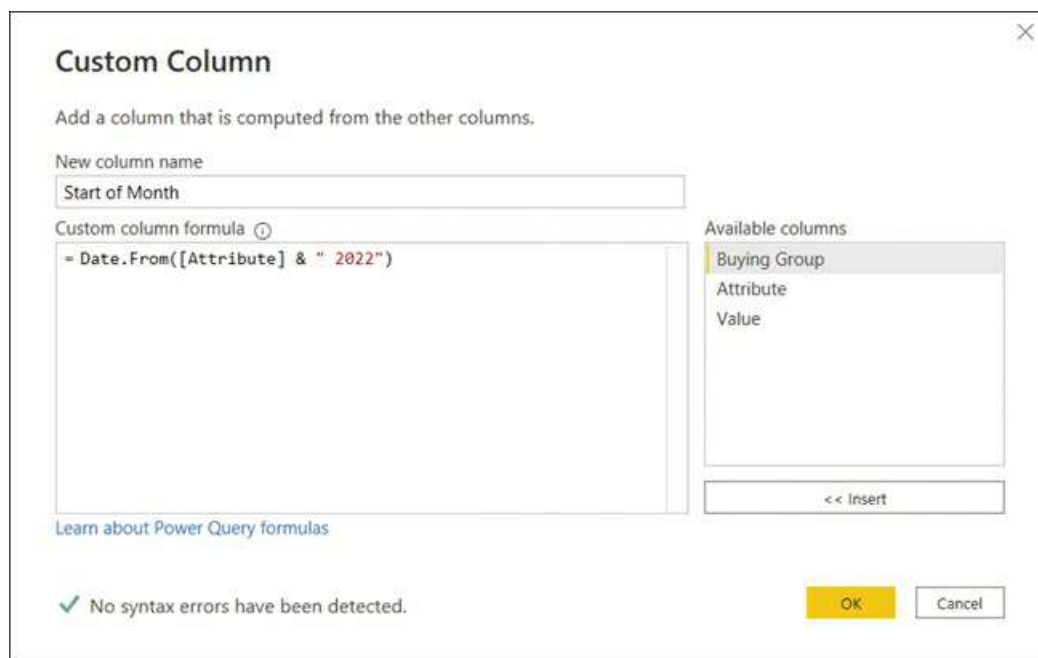 Custom Column
Add a column that is computed from the other columns.
New column name
Start of Month
Custom column formula
= Date.From([Attribute] & " 2022")
Available columns
Buying Group
Attribute
Value
<< Insert
Learn about Power Query formulas
No syntax errors have been detected.
OK
Cancel